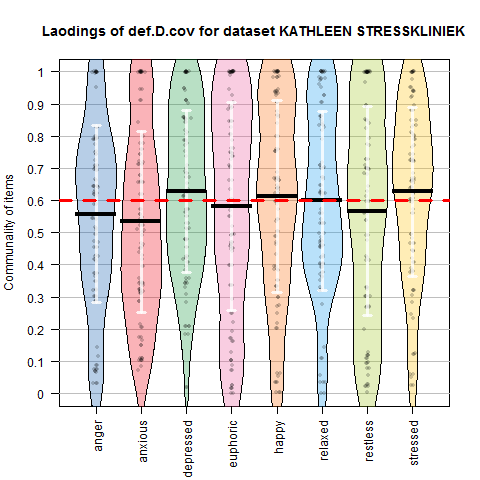 Laodings of def.D.cov for dataset KATHLEEN STRESSKLINIEK
Communality of items
1
0.9
0.8
0.7
0.6
0.5
0.4
0.3
0.2
0.1
0
anger
anxious
depressed
euphoric
happy
relaxed
restless
stressed